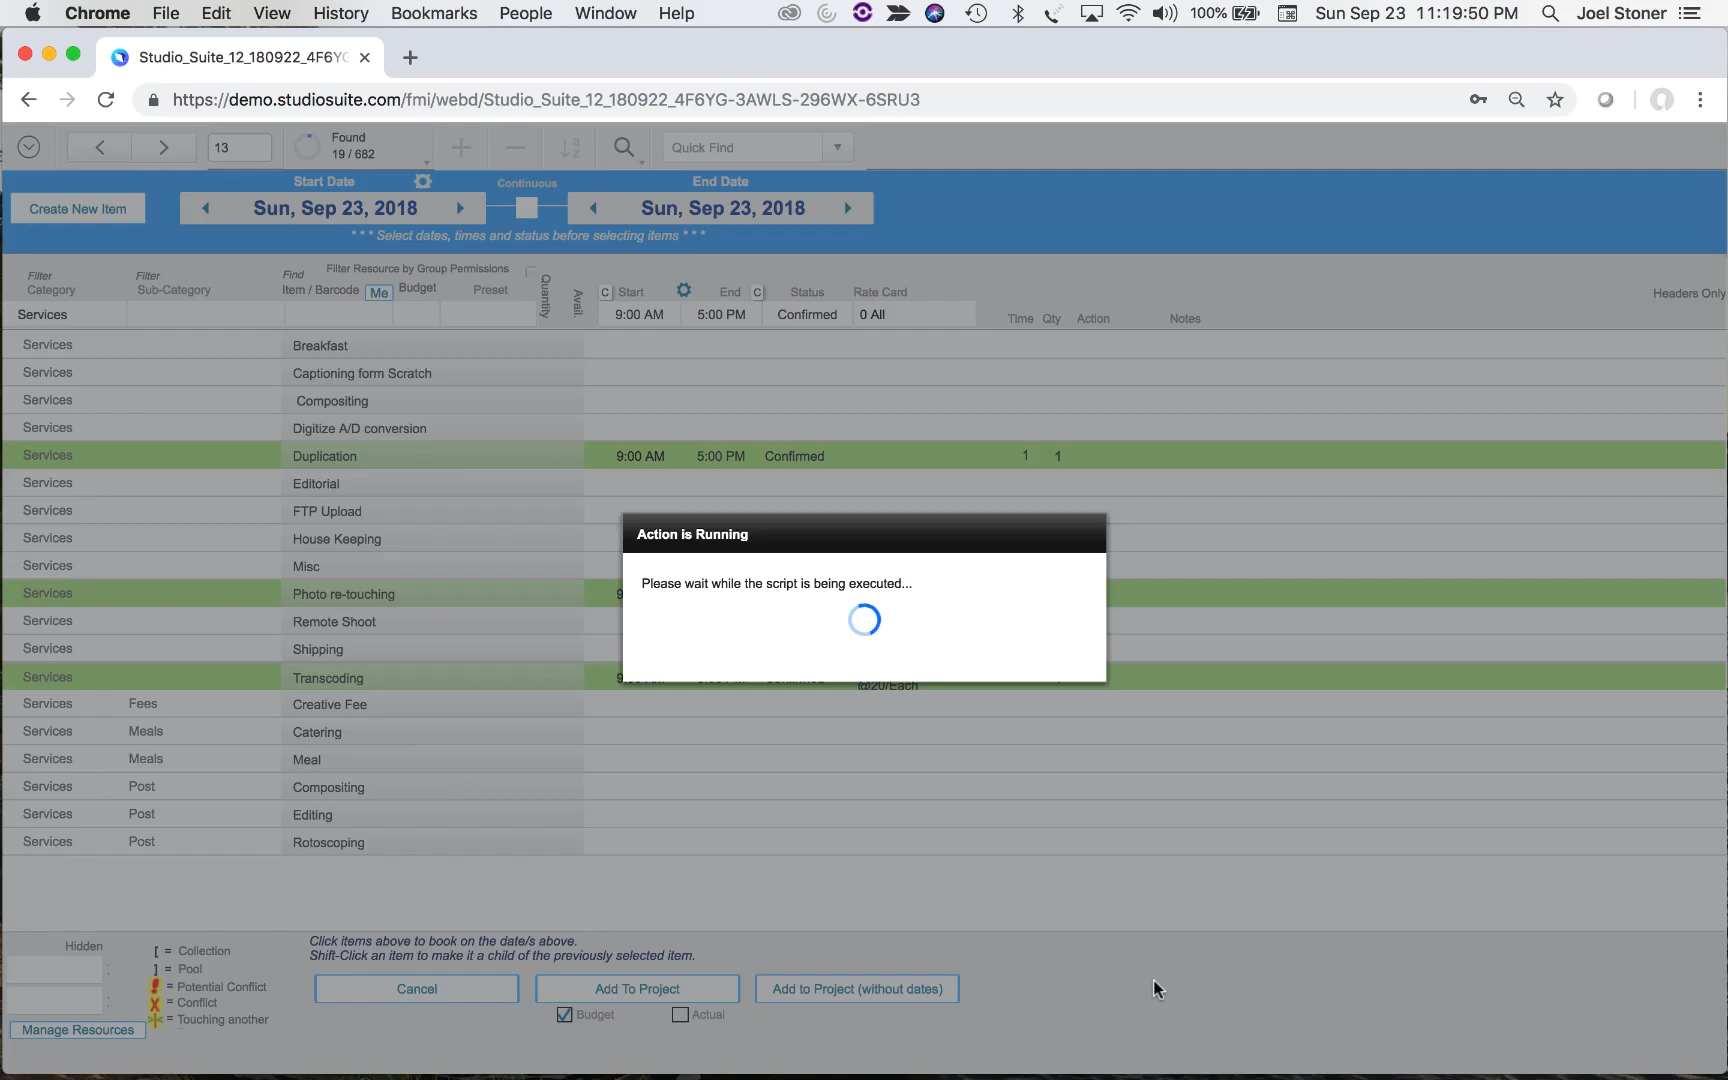 Chrome File Edit View History Bookmarks People Window Help 100% Sun Sep 23 11:19:50 PM Joel Stoner
Studio_Suite_12_180922_4F6YG
https://demo.studiosuite.com/fmi/webd/Studio_Suite_12_180922_4F6YG-3AWLS-296WX-6SRU3
13 Found Quick Find
19 / 682
Start Date Continuous End Date
Create New Item Sun, Sep 23, 2018 Sun, Sep 23, 2018
* * * Select dates, times and status before selecting items * * *
Filter Filter Find Filter Resource by Group Permissions
Category Sub-Category Item / Barcode Me Budget Preset Quantity Avail. C Start End C Status Rate Card Headers Only
Services 9:00 AM 5:00 PM Confirmed 0 All Time Qty Action Notes
Services Breakfast
Services Captioning form Scratch
Services Compositing
Services Digitize A/D conversion
Services Duplication 9:00 AM 5:00 PM Confirmed 1 1
Services Editorial
Services FTP Upload
Services House Keeping
Services Misc
Services Photo re-touching 9
Services Remote Shoot
Services Shipping
Services Transcoding @20/Each
Services Fees Creative Fee
Services Meals Catering
Services Meals Meal
Services Post Compositing
Services Post Editing
Services Post Rotoscoping
Action is Running
Please wait while the script is being executed...
Hidden
[ = Collection
] = Pool
! = Potential Conflict
X = Conflict
= Touching another
Manage Resources
Click items above to book on the date/s above.
Shift-Click an item to make it a child of the previously selected item.
Cancel Add To Project Add to Project (without dates)
Budget Actual